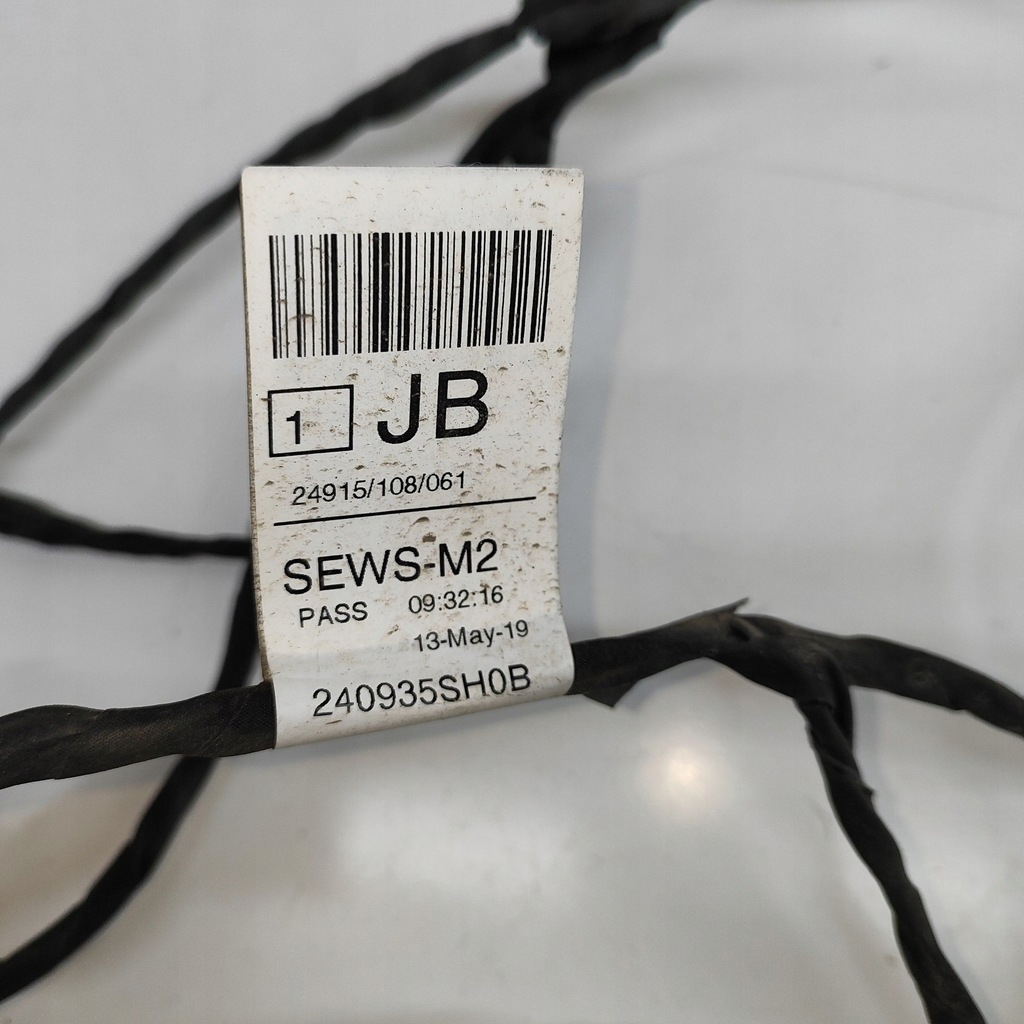 1 JB
24915/108/061
SEWS-M2
PASS 09:32:16
13-May-19
240935SH0B